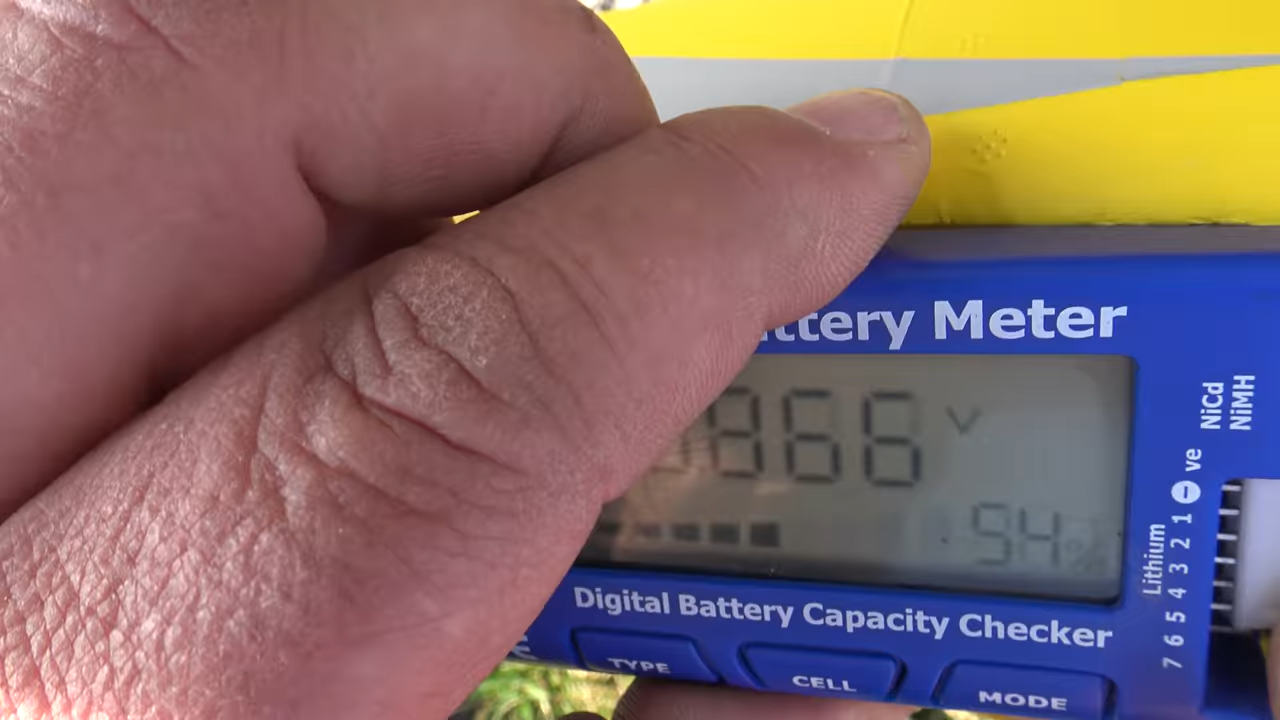 ttery Meter
966 V
94%
Digital Battery Capacity Checker
TYPE
CELL
MODE
NiCd
NiMH
Lithium
7 6 5 4 3 2 1 ⊖ ve